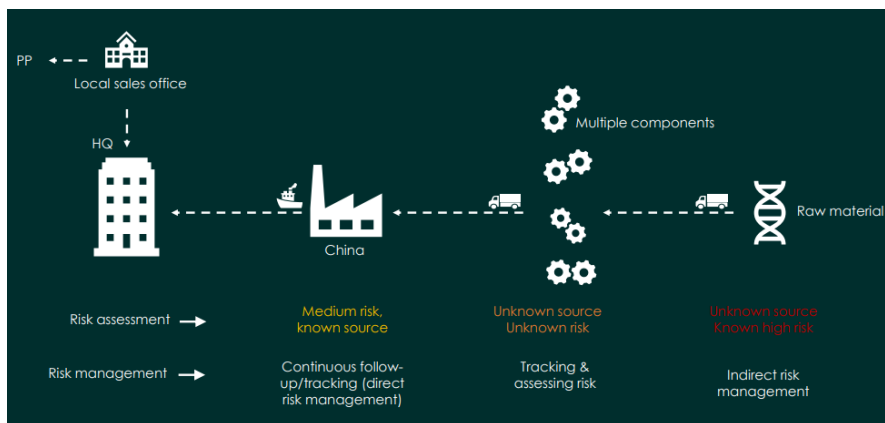 PP
Local sales office
HQ
Multiple components
Raw material
China
Risk assessment
Medium risk,
known source
Unknown source
Unknown risk
Unknown source
Known high risk
Risk management
Continuous follow-
up/tracking (direct
risk management)
Tracking &
assessing risk
Indirect risk
management